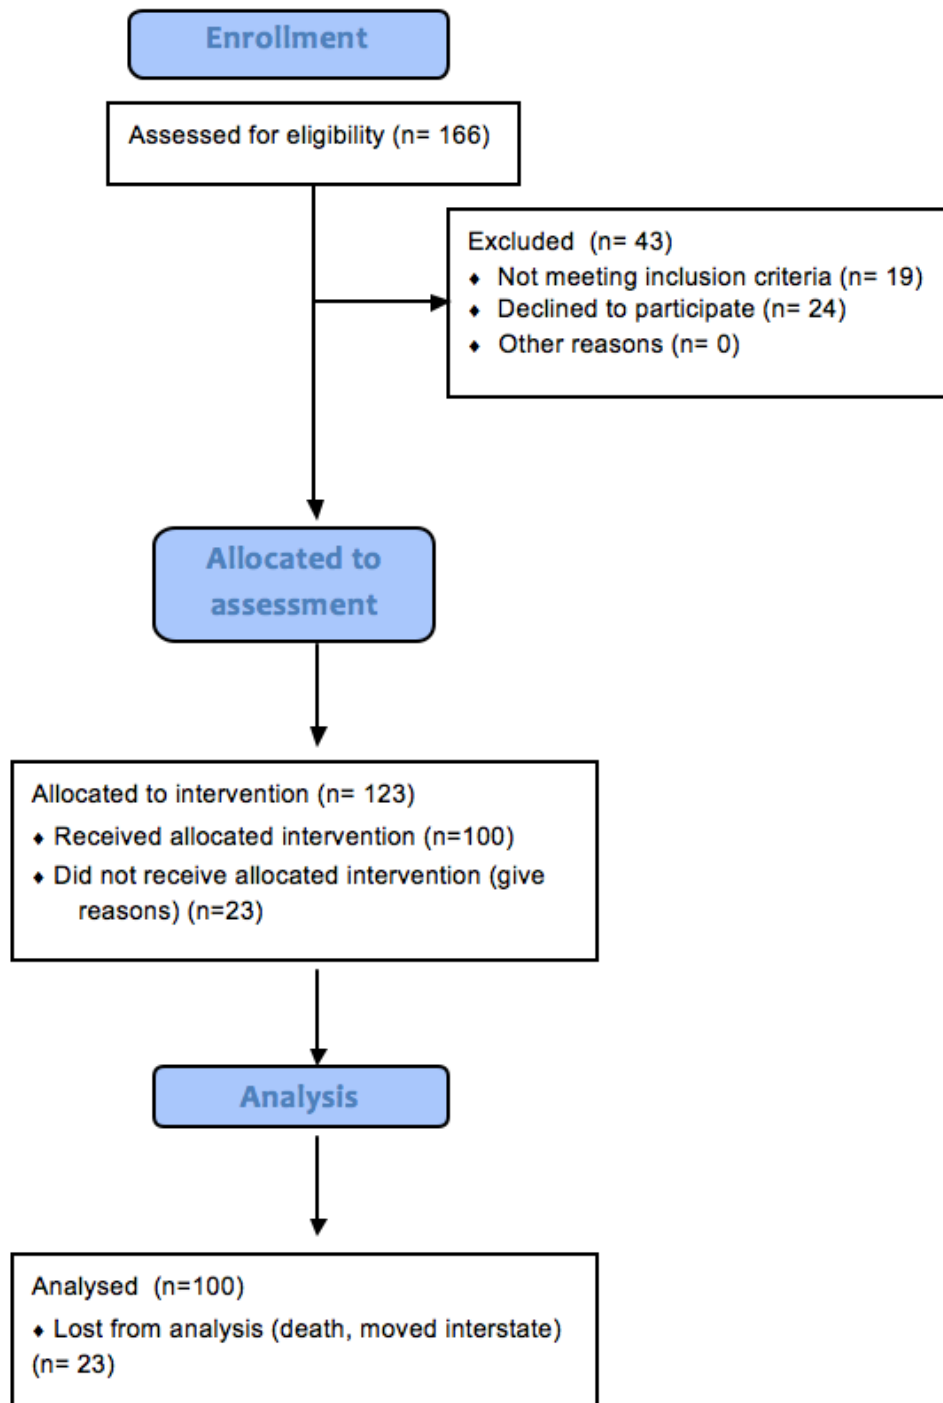 Enrollment
Assessed for eligibility (n= 166)
Excluded  (n= 43)
♦ Not meeting inclusion criteria (n= 19)
♦ Declined to participate (n= 24)
♦ Other reasons (n= 0)
Allocated to
assessment
Allocated to intervention (n= 123)
♦ Received allocated intervention (n=100)
♦ Did not receive allocated intervention (give
reasons) (n=23)
Analysis
Analysed  (n=100)
♦ Lost from analysis (death, moved interstate)
(n= 23)